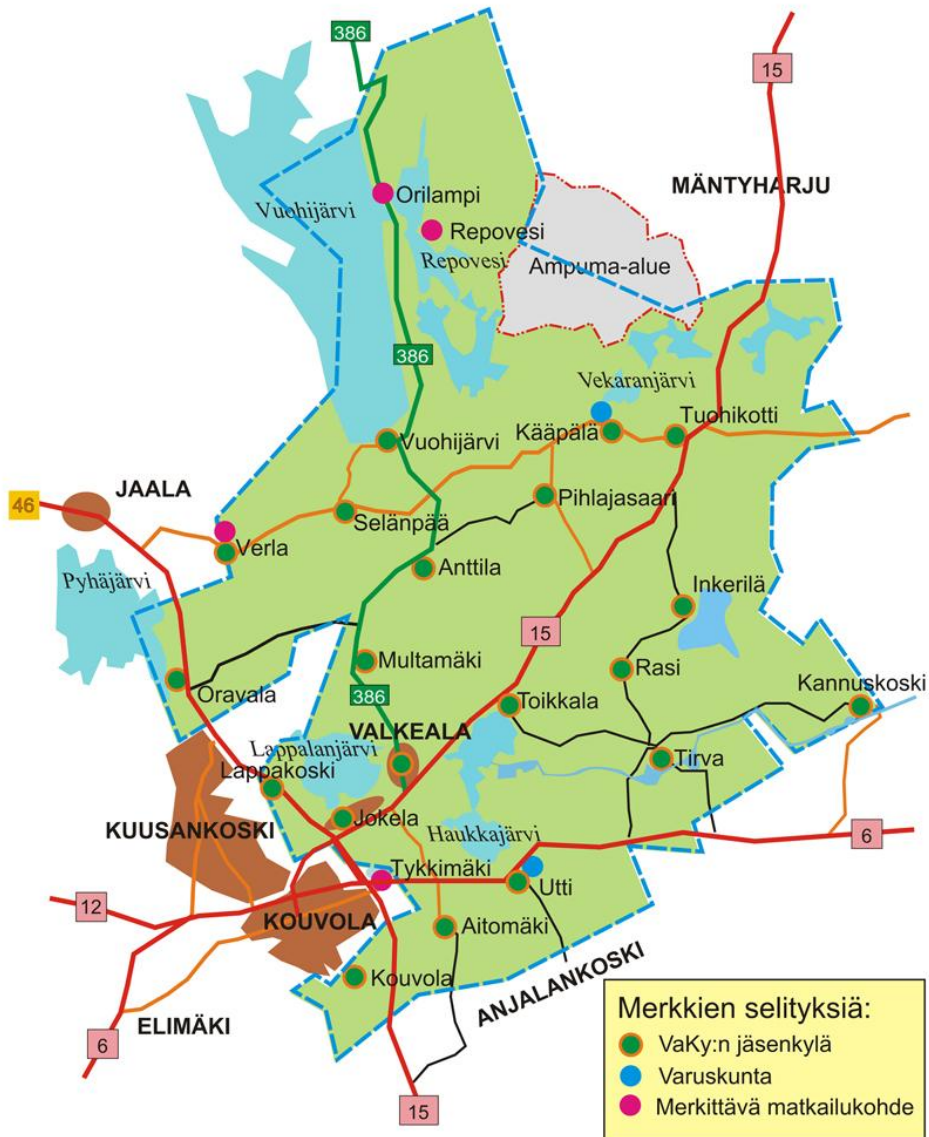 386
15
MÄNTYHARJU
Vuohijärvi
Orilampi
Repovesi
Repovesi
Ampuma-alue
386
Vekaranjärvi
Vuohijärvi
Kääpälä
Tuohikotti
JAALA
46
Selänpää
Pihlajasaari
Verla
Anttila
Pyhäjärvi
Inkerilä
15
Multamäki
Rasi
Oravala
386
Toikkala
Kannuskoski
VALKEALA
Lappalanjärvi
Lappakoski
Tirva
Jokela
KUUSANKOSKI
Haukkajärvi
6
Tykkimäki
Utti
12
KOUVOLA
Aitomäki
Kouvola
ANJALANKOSKI
ELIMÄKI
6
15
Merkkien selityksiä:
VaKy:n jäsenkylä
Varuskunta
Merkittävä matkailukohde